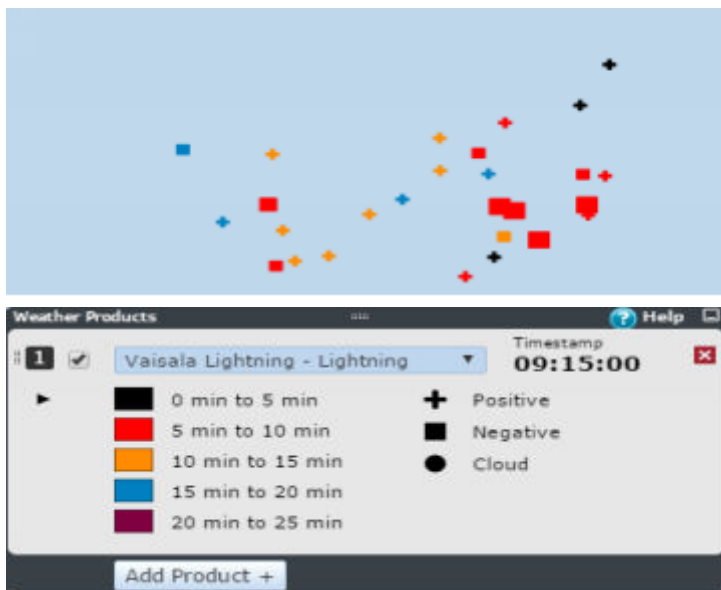 Weather Products
? Help
1 Vaisala Lightning - Lightning
Timestamp
09:15:00
0 min to 5 min
Positive
5 min to 10 min
Negative
10 min to 15 min
Cloud
15 min to 20 min
20 min to 25 min
Add Product +